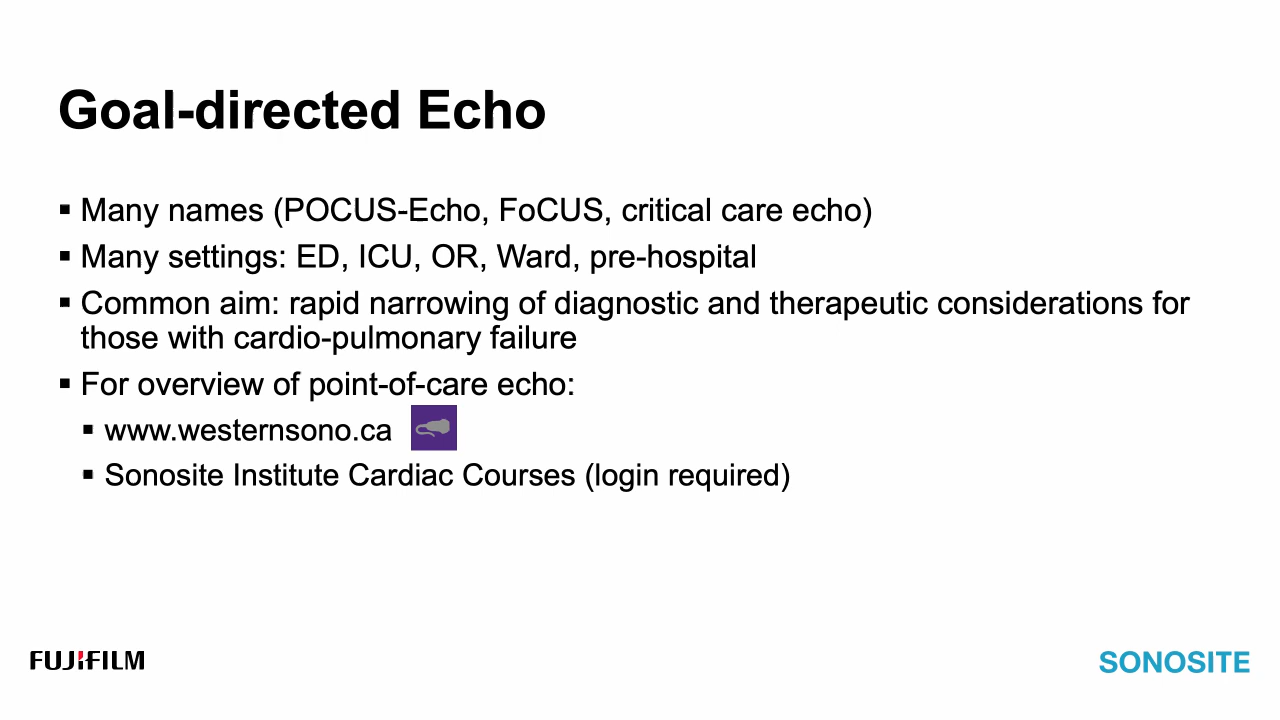 Goal-directed Echo
▪ Many names (POCUS-Echo, FoCUS, critical care echo)
▪ Many settings: ED, ICU, OR, Ward, pre-hospital
▪ Common aim: rapid narrowing of diagnostic and therapeutic considerations for
those with cardio-pulmonary failure
▪ For overview of point-of-care echo:
▪ www.westernsono.ca
▪ Sonosite Institute Cardiac Courses (login required)
FUJIFILM
SONOSITE